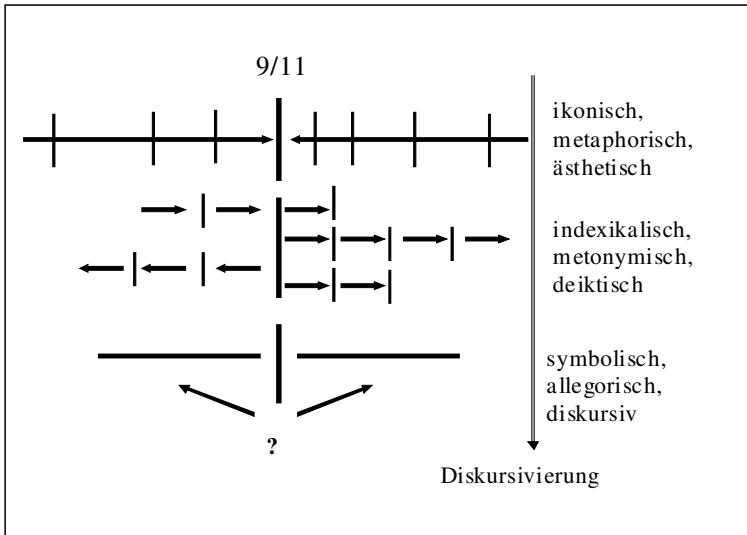 9/11
ikonisch,
metaphorisch,
ästhetisch
indexikalisch,
metonymisch,
deiktisch
symbolisch,
allegorisch,
diskursiv
?
Diskursivierung